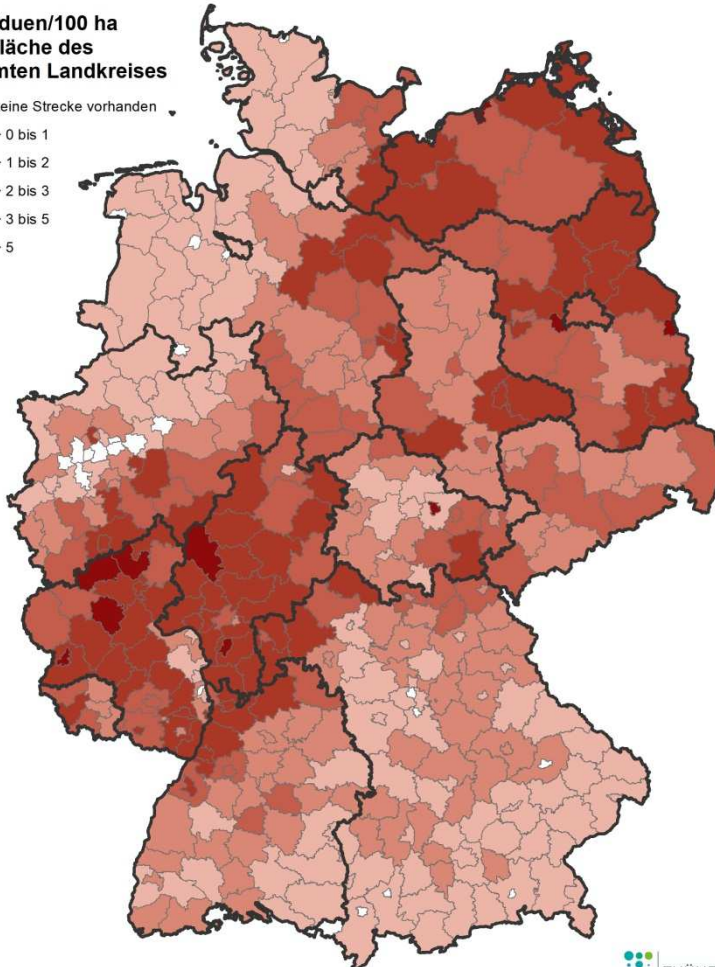 duen/100 ha
läche des
mten Landkreises
eine Strecke vorhanden
0 bis 1
1 bis 2
2 bis 3
3 bis 5
5